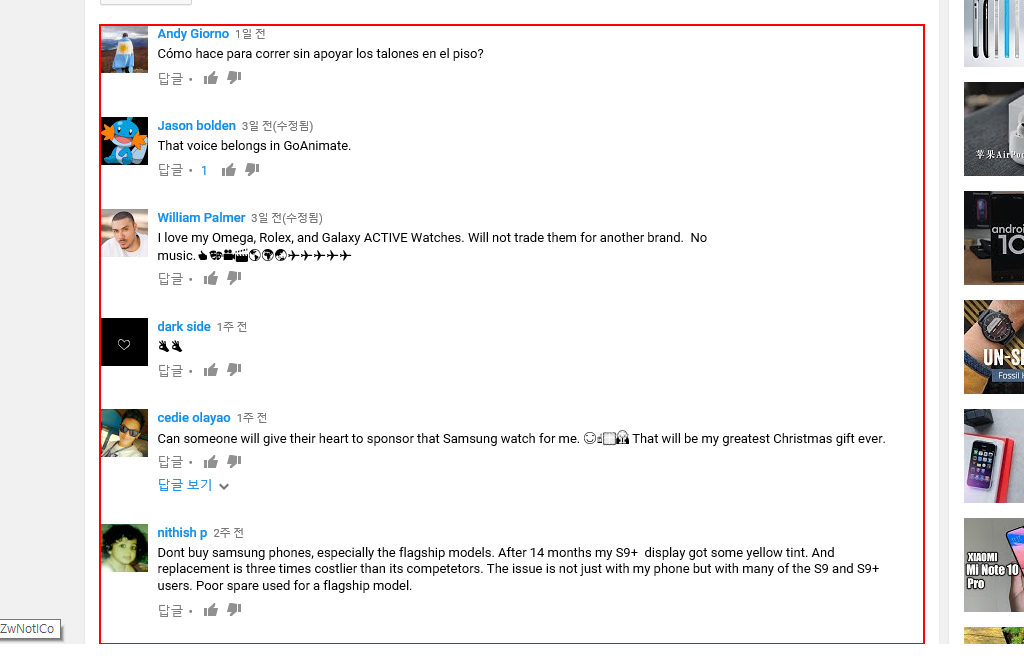 Andy Giorno 1일 전
Cómo hace para correr sin apoyar los talones en el piso?
답글 •
Jason bolden 3일 전(수정됨)
That voice belongs in GoAnimate.
답글 • 1
William Palmer 3일 전(수정됨)
I love my Omega, Rolex, and Galaxy ACTIVE Watches. Will not trade them for another brand. No
music.👍🎭🎥🎬🌎🌍🌏✈✈✈✈✈
답글 •
dark side 1주 전
답글 •
cedie olayao 1주 전
Can someone will give their heart to sponsor that Samsung watch for me. That will be my greatest Christmas gift ever.
답글 •
답글 보기
nithish p 2주 전
Dont buy samsung phones, especially the flagship models. After 14 months my S9+ display got some yellow tint. And
replacement is three times costlier than its competetors. The issue is not just with my phone but with many of the S9 and S9+
users. Poor spare used for a flagship model.
답글 •
ZwNotICo
苹果AirPo
android
10
UN-S
Fossil
XIAOMI
Mi Note 10
Pro